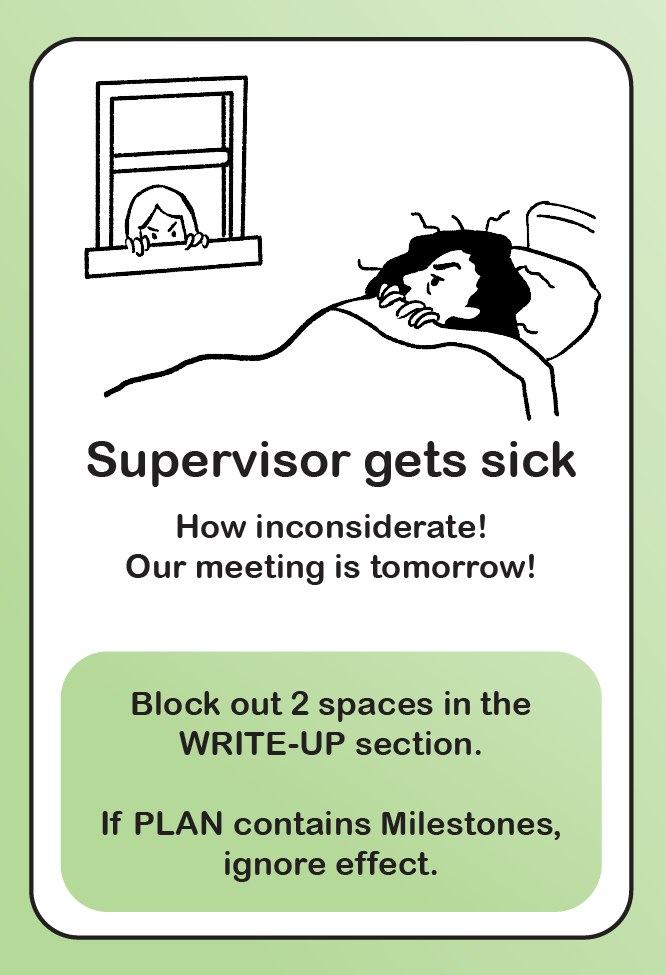 Supervisor gets sick
How inconsiderate!
Our meeting is tomorrow!
Block out 2 spaces in the
WRITE-UP section.
If PLAN contains Milestones,
ignore effect.